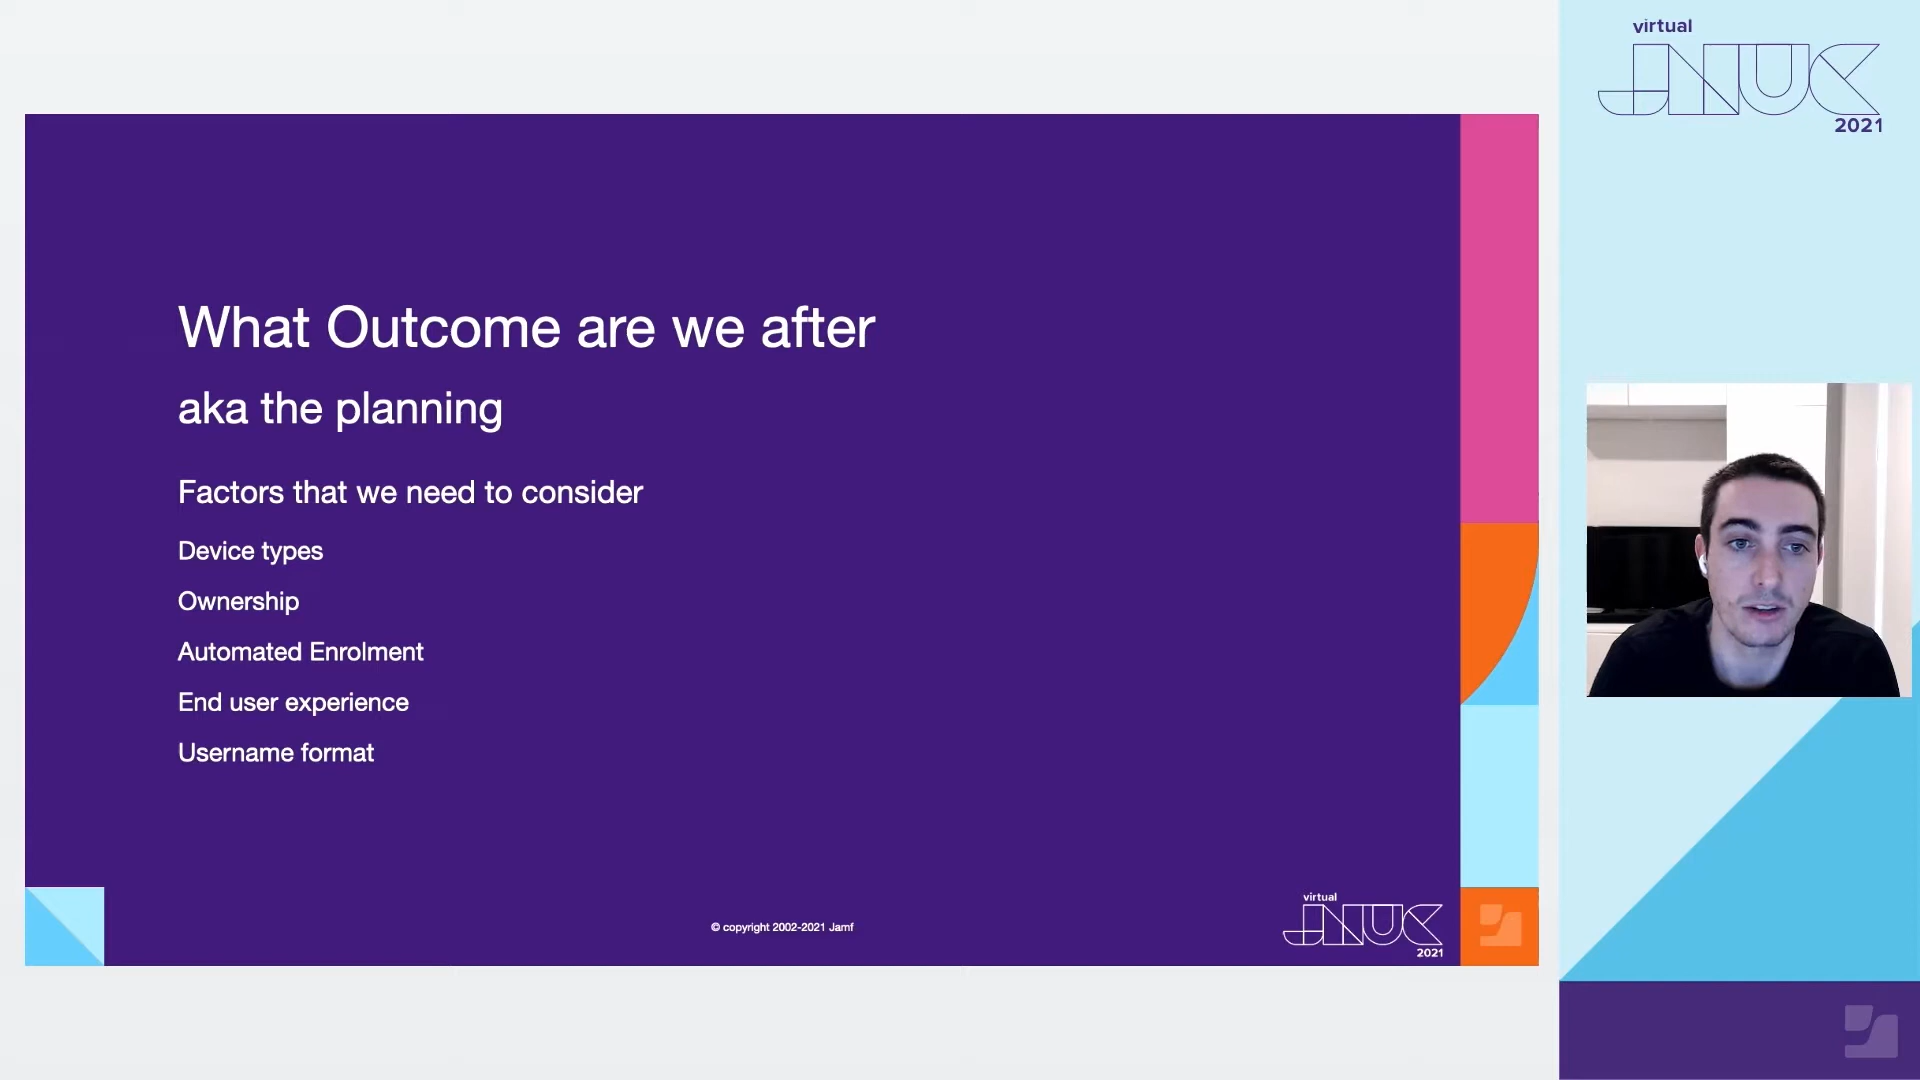 What Outcome are we after
aka the planning
Factors that we need to consider
Device types
Ownership
Automated Enrolment
End user experience
Username format
© copyright 2002-2021 Jamf
virtual
JNUC
2021
virtual
JNUC
2021